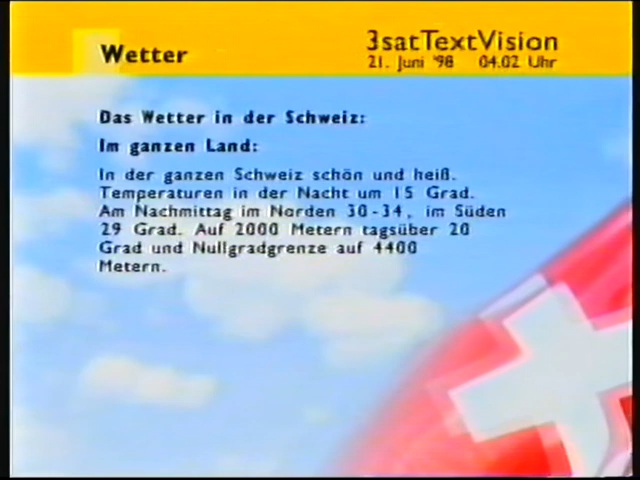 Wetter
3satTextVision
21. Juni '98 04.02 Uhr
Das Wetter in der Schweiz:
Im ganzen Land:
In der ganzen Schweiz schön und heiß.
Temperaturen in der Nacht um 15 Grad.
Am Nachmittag im Norden 30-34, im Süden
29 Grad. Auf 2000 Metern tagsüber 20
Grad und Nullgradgrenze auf 4400
Metern.